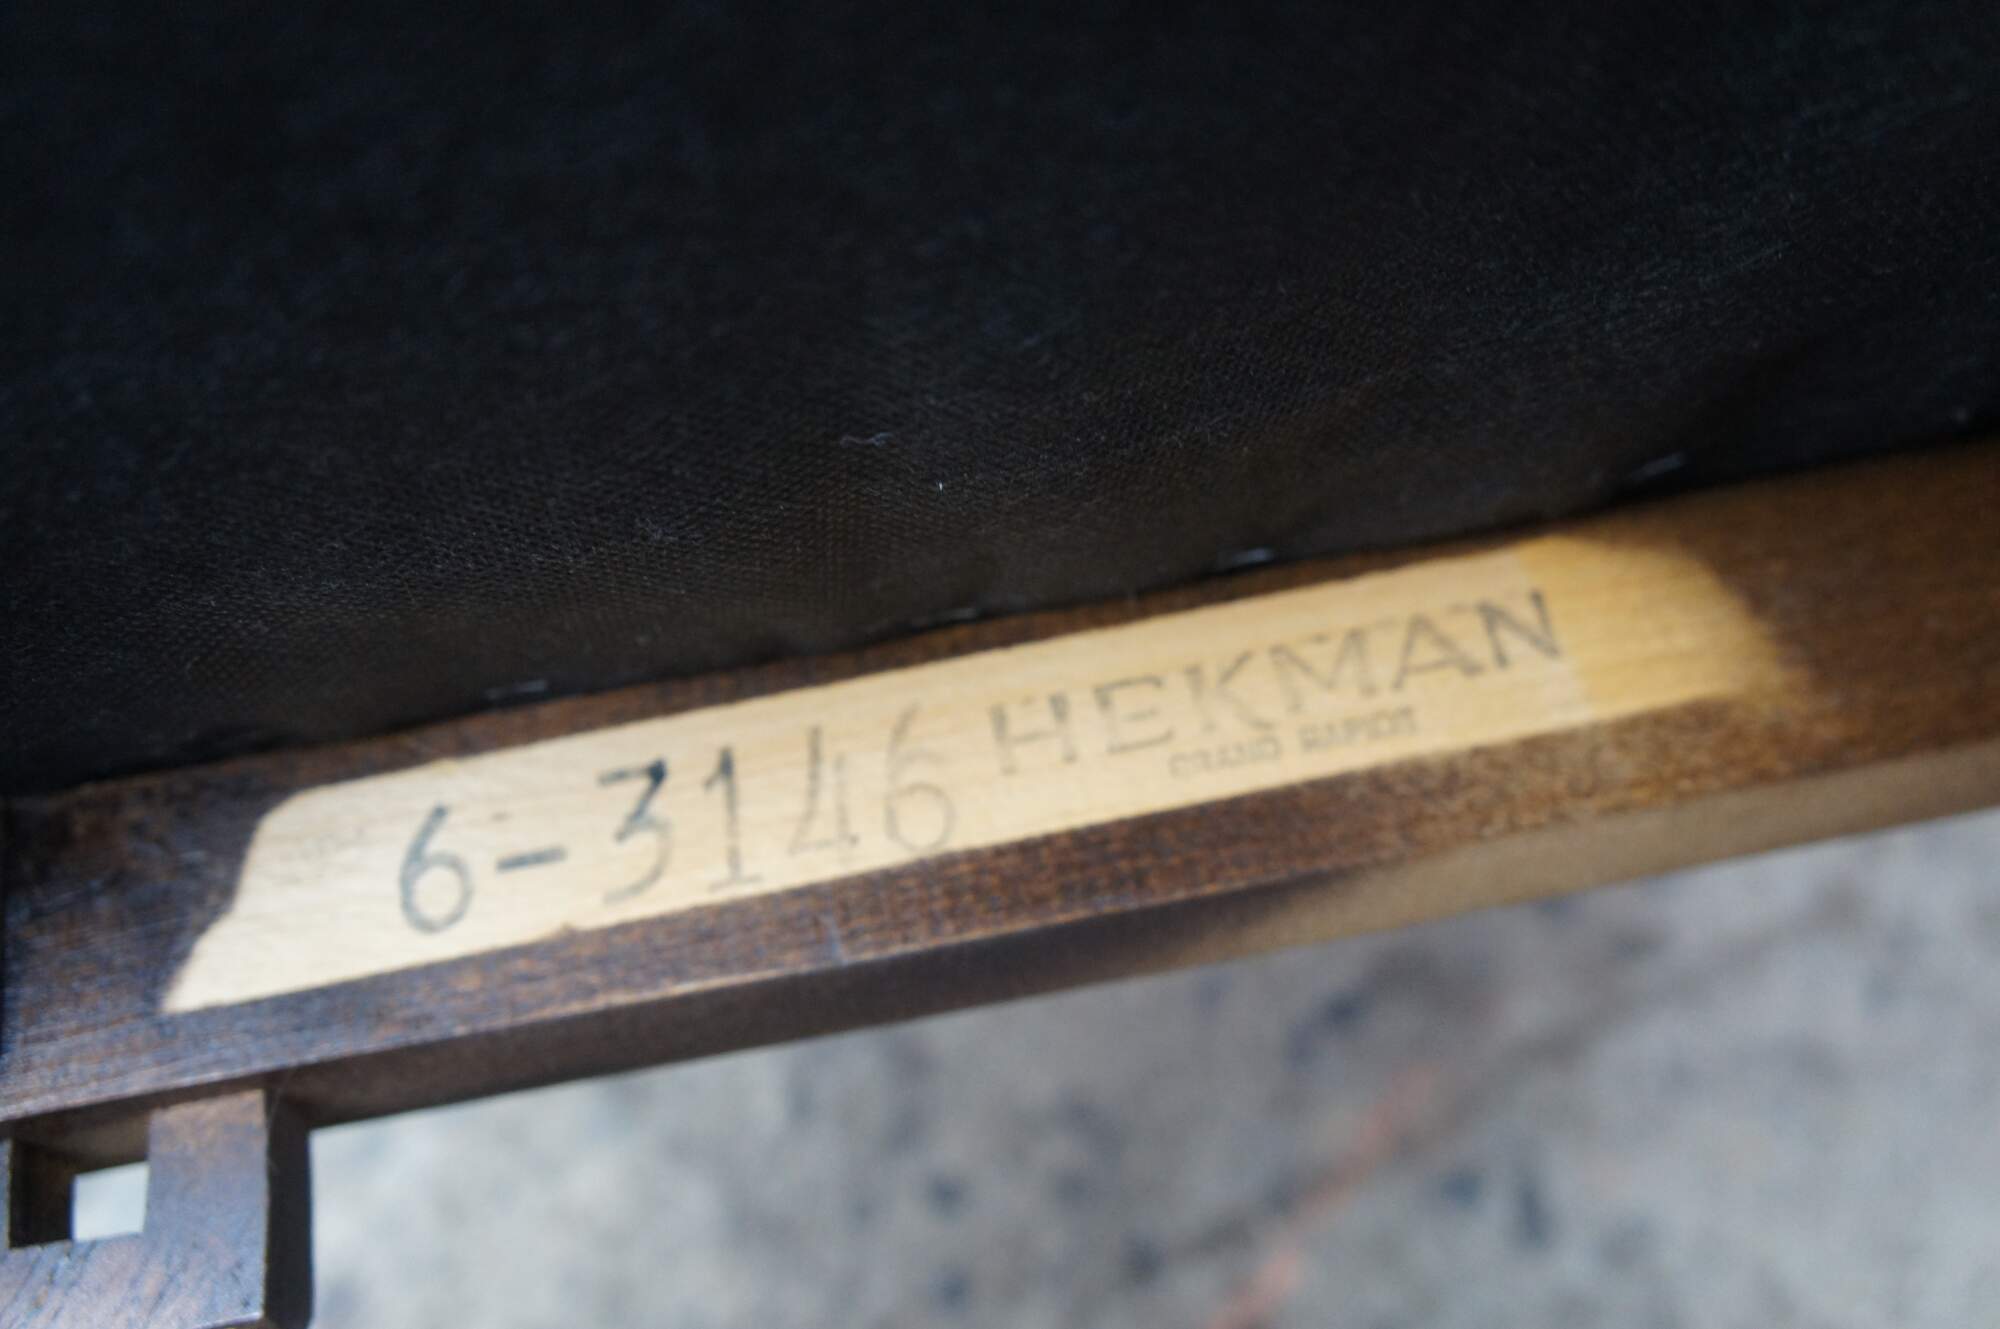 6-3146 HEKMAN
GRAND RAPIDS